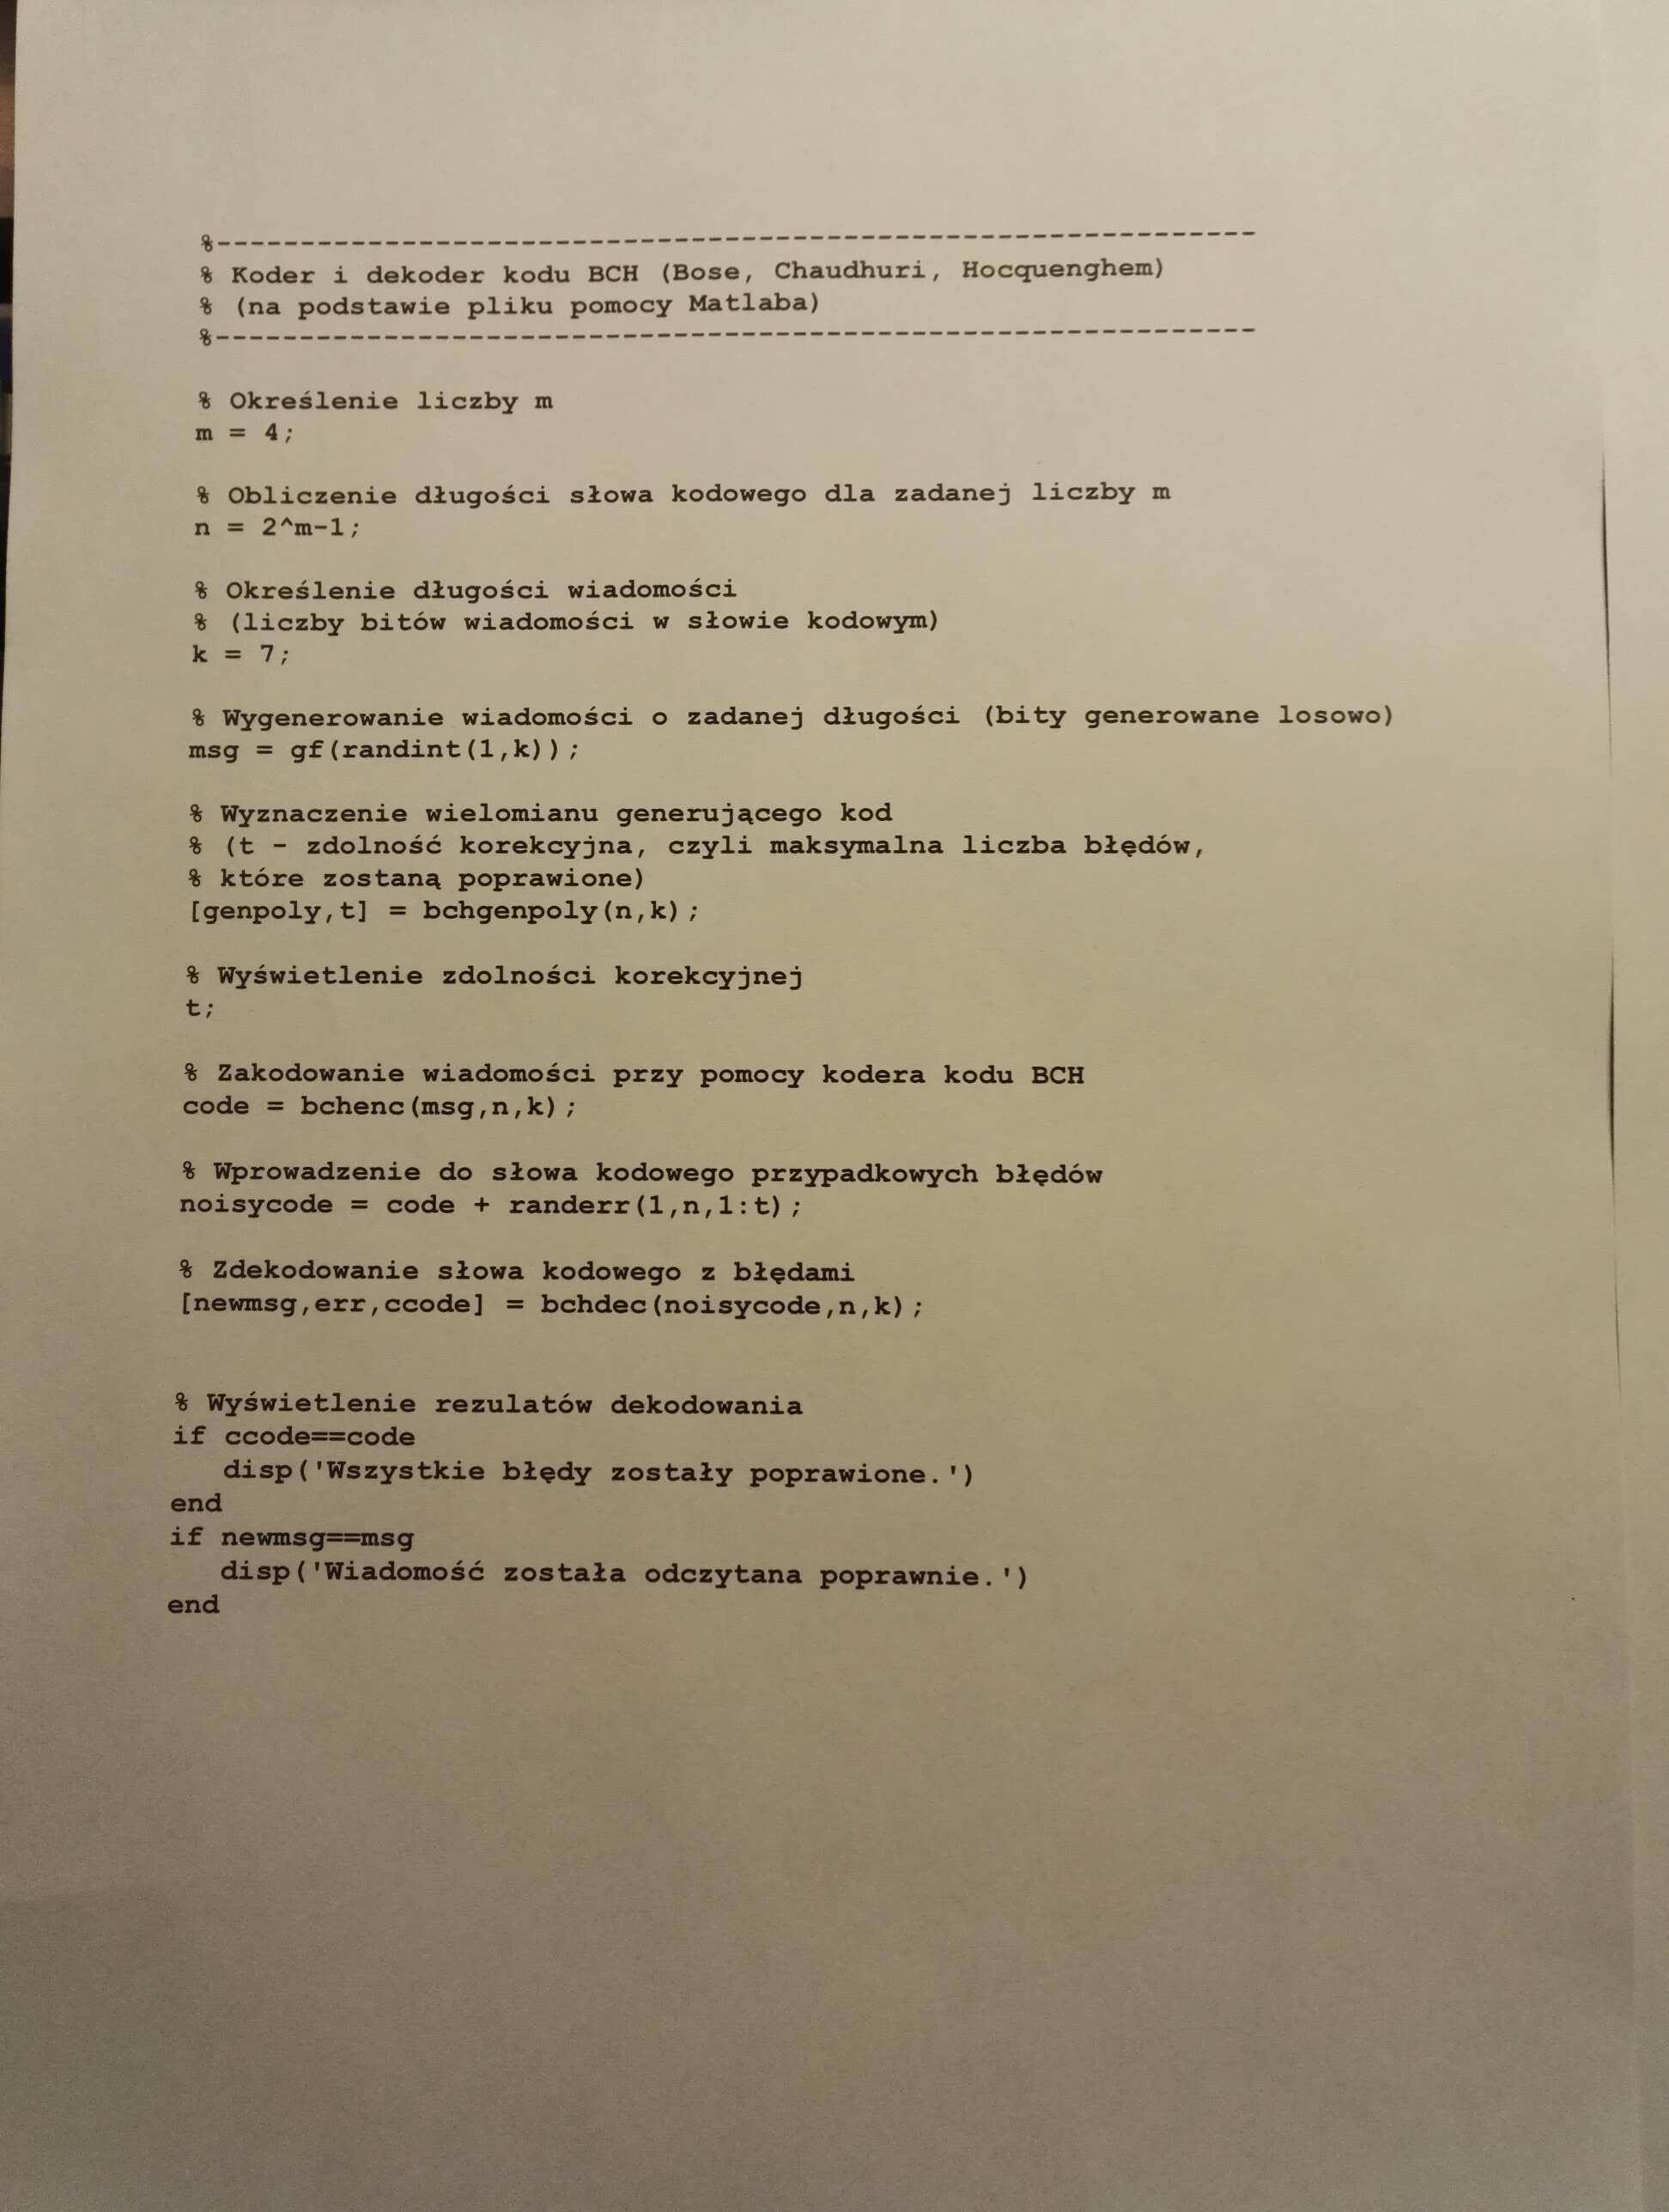 %--------------------------------------------------------------
% Koder i dekoder kodu BCH (Bose, Chaudhuri, Hocquenghem)
% (na podstawie pliku pomocy Matlaba)
%--------------------------------------------------------------
% Określenie liczby m
m = 4;
% Obliczenie długości słowa kodowego dla zadanej liczby m
n = 2^m-1;
% Określenie długości wiadomości
% (liczby bitów wiadomości w słowie kodowym)
k = 7;
% Wygenerowanie wiadomości o zadanej długości (bity generowane losowo)
msg = gf(randint(1,k));
% Wyznaczenie wielomianu generującego kod
% (t - zdolność korekcyjna, czyli maksymalna liczba błędów,
% które zostaną poprawione)
[genpoly,t] = bchgenpoly(n,k);
% Wyświetlenie zdolności korekcyjnej
t;
% Zakodowanie wiadomości przy pomocy kodera kodu BCH
code = bchenc(msg,n,k);
% Wprowadzenie do słowa kodowego przypadkowych błędów
noisycode = code + randerr(1,n,1:t);
% Zdekodowanie słowa kodowego z błędami
[newmsg,err,ccode] = bchdec(noisycode,n,k);
% Wyświetlenie rezulatów dekodowania
if ccode==code
   disp('Wszystkie błędy zostały poprawione.')
end
if newmsg==msg
   disp('Wiadomość została odczytana poprawnie.')
end